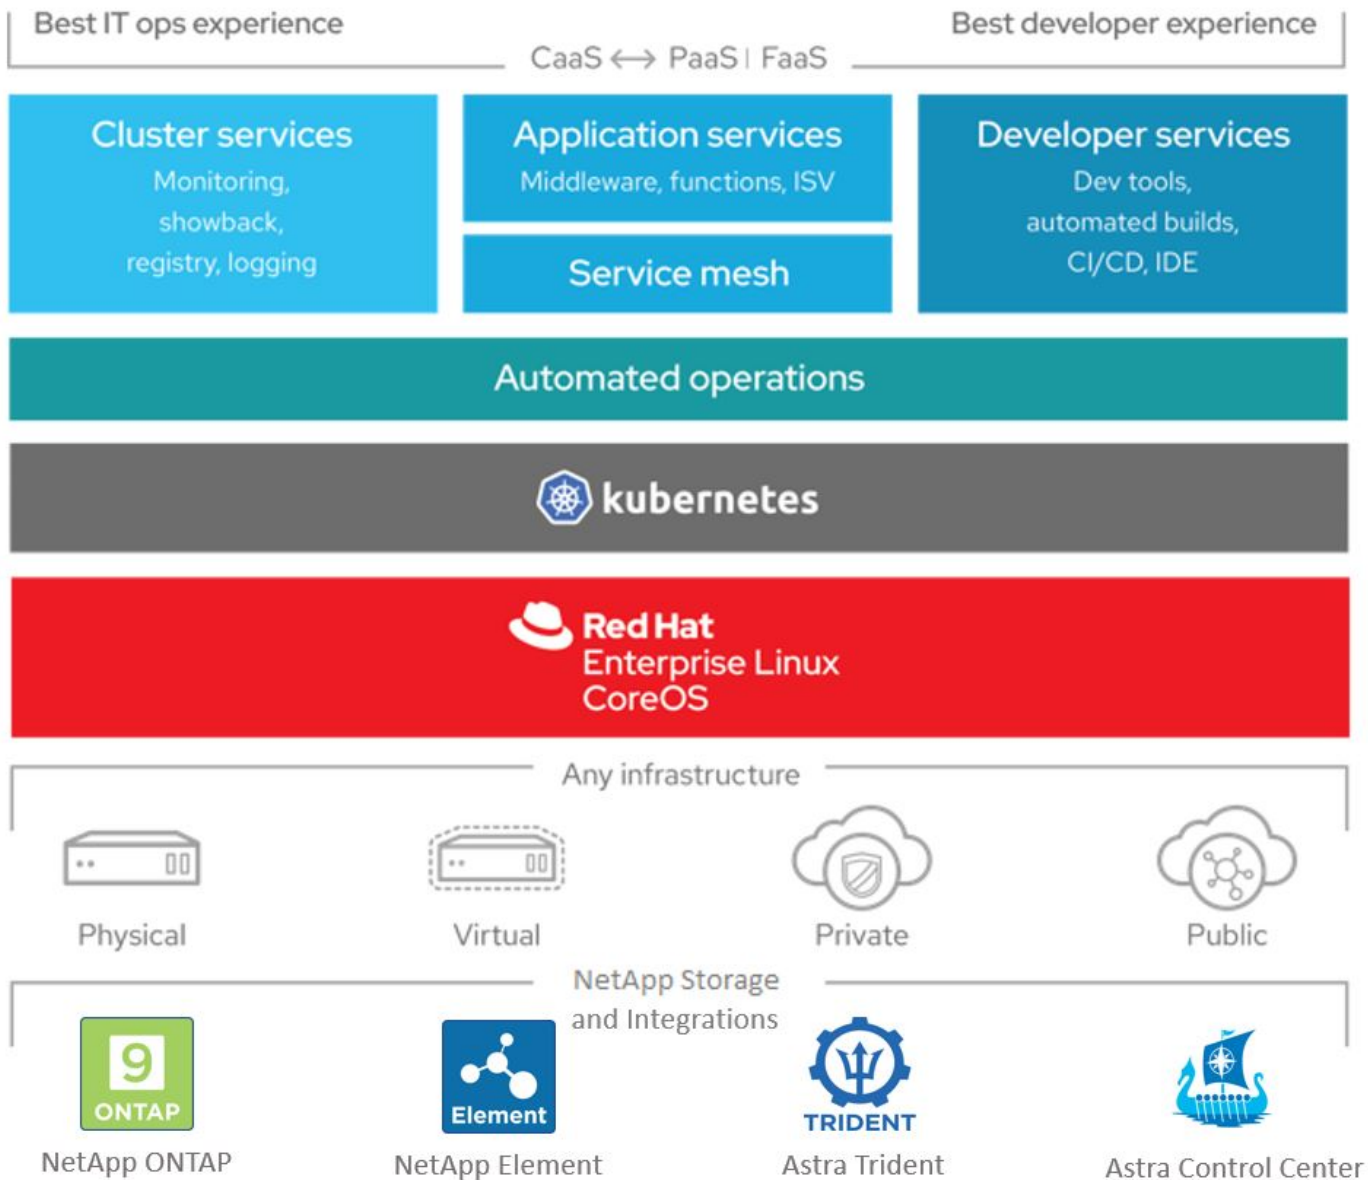 Best IT ops experience
Best developer experience
CaaS ↔ PaaS | FaaS
Cluster services
Monitoring,
showback,
registry, logging
Application services
Middleware, functions, ISV
Service mesh
Developer services
Dev tools,
automated builds,
CI/CD, IDE
Automated operations
kubernetes
Red Hat
Enterprise Linux
CoreOS
Any infrastructure
Physical
Virtual
Private
Public
NetApp Storage
and Integrations
9
ONTAP
NetApp ONTAP
Element
NetApp Element
TRIDENT
Astra Trident
Astra Control Center